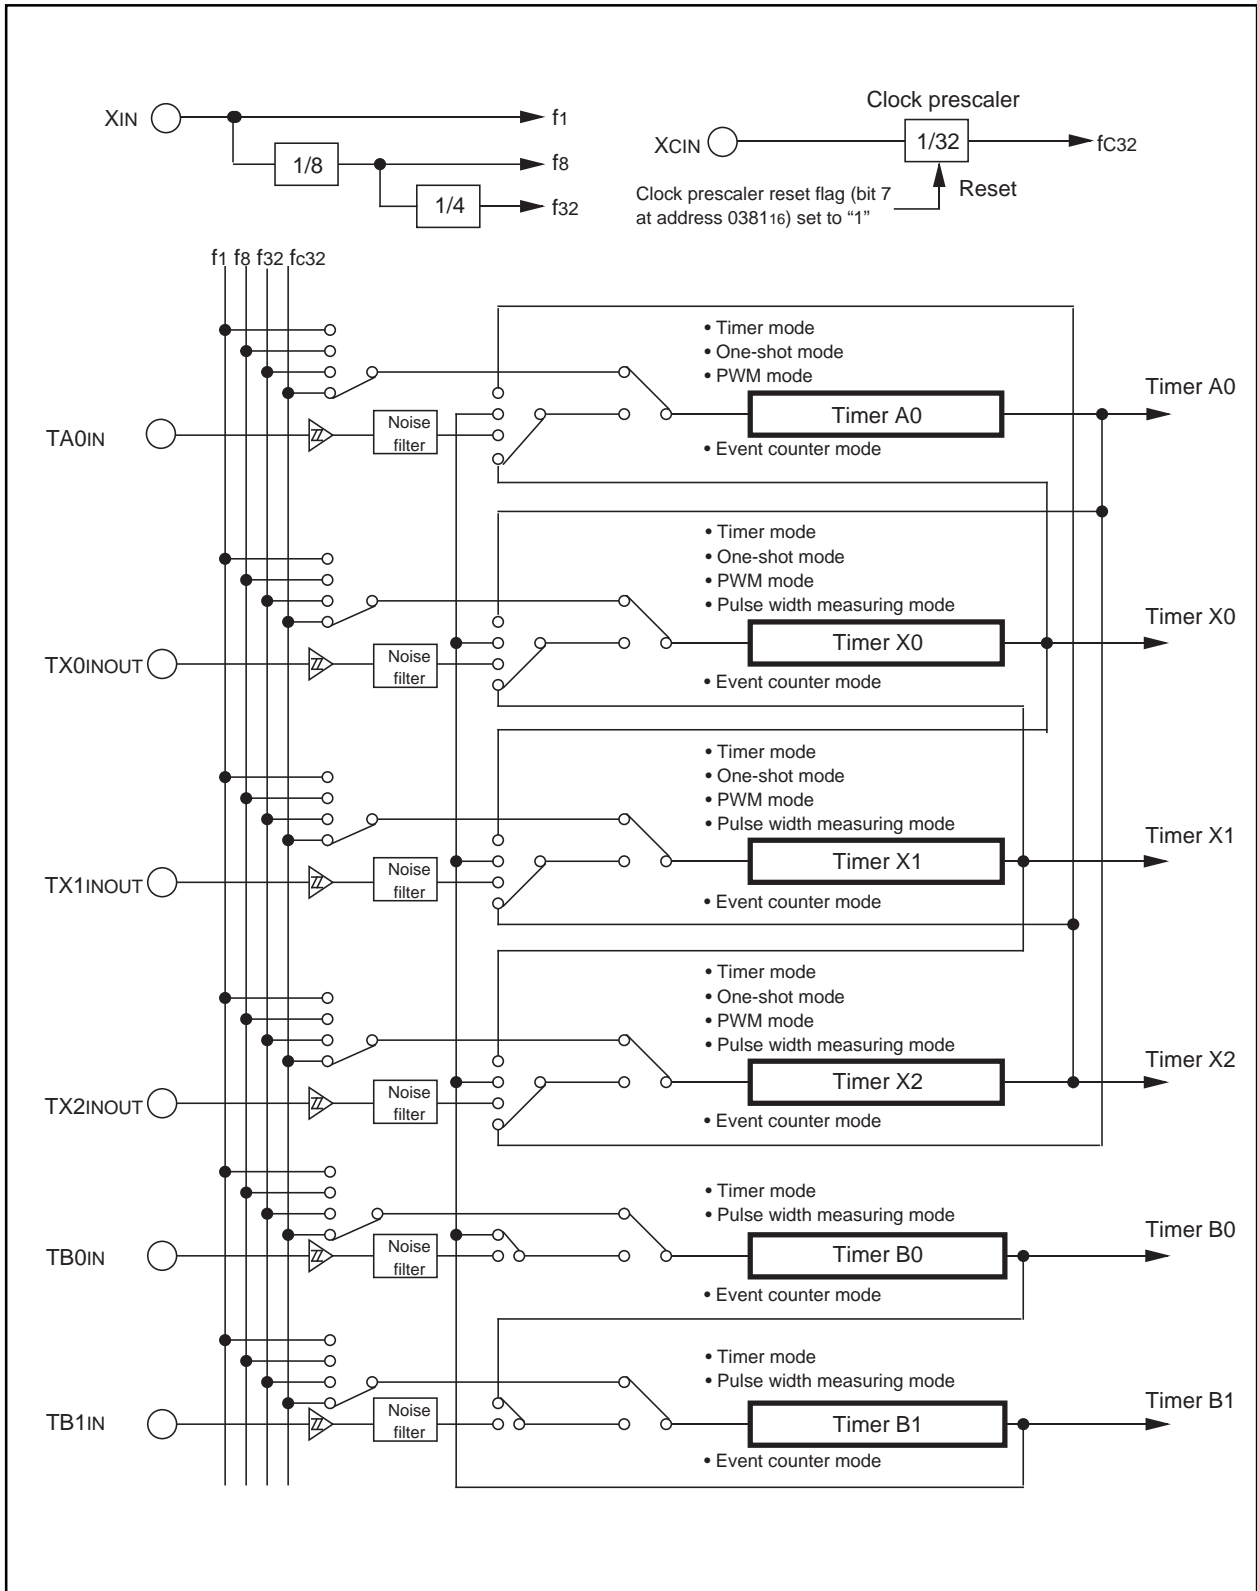 XIN
f1
1/8
f8
1/4
f32
Clock prescaler
XCIN
1/32
fC32
Clock prescaler reset flag (bit 7
at address 038116) set to “1”
Reset
f1 f8 f32 fc32
• Timer mode
• One-shot mode
• PWM mode
TA0IN
Noise
filter
Timer A0
Timer A0
• Event counter mode
• Timer mode
• One-shot mode
• PWM mode
• Pulse width measuring mode
TX0INOUT
Noise
filter
Timer X0
Timer X0
• Event counter mode
• Timer mode
• One-shot mode
• PWM mode
• Pulse width measuring mode
TX1INOUT
Noise
filter
Timer X1
Timer X1
• Event counter mode
• Timer mode
• One-shot mode
• PWM mode
• Pulse width measuring mode
TX2INOUT
Noise
filter
Timer X2
Timer X2
• Event counter mode
• Timer mode
• Pulse width measuring mode
TB0IN
Noise
filter
Timer B0
Timer B0
• Event counter mode
• Timer mode
• Pulse width measuring mode
TB1IN
Noise
filter
Timer B1
Timer B1
• Event counter mode